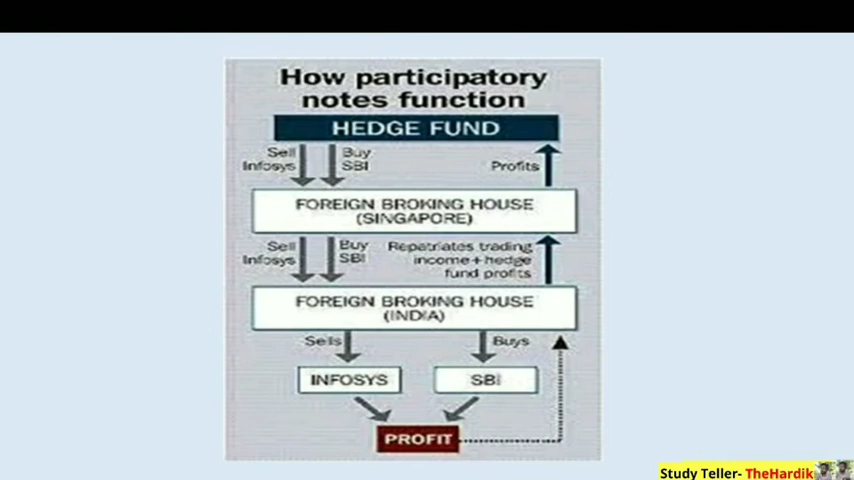 How participatory
notes function
HEDGE FUND
Sell
Infosys
Buy
SBI
Profits
FOREIGN BROKING HOUSE
(SINGAPORE)
Sell
Infosys
Buy
SBI
Repatriates trading
income+hedge
fund profits
FOREIGN BROKING HOUSE
(INDIA)
Sells
Buys
INFOSYS
SBI
PROFIT
Study Teller- TheHardik